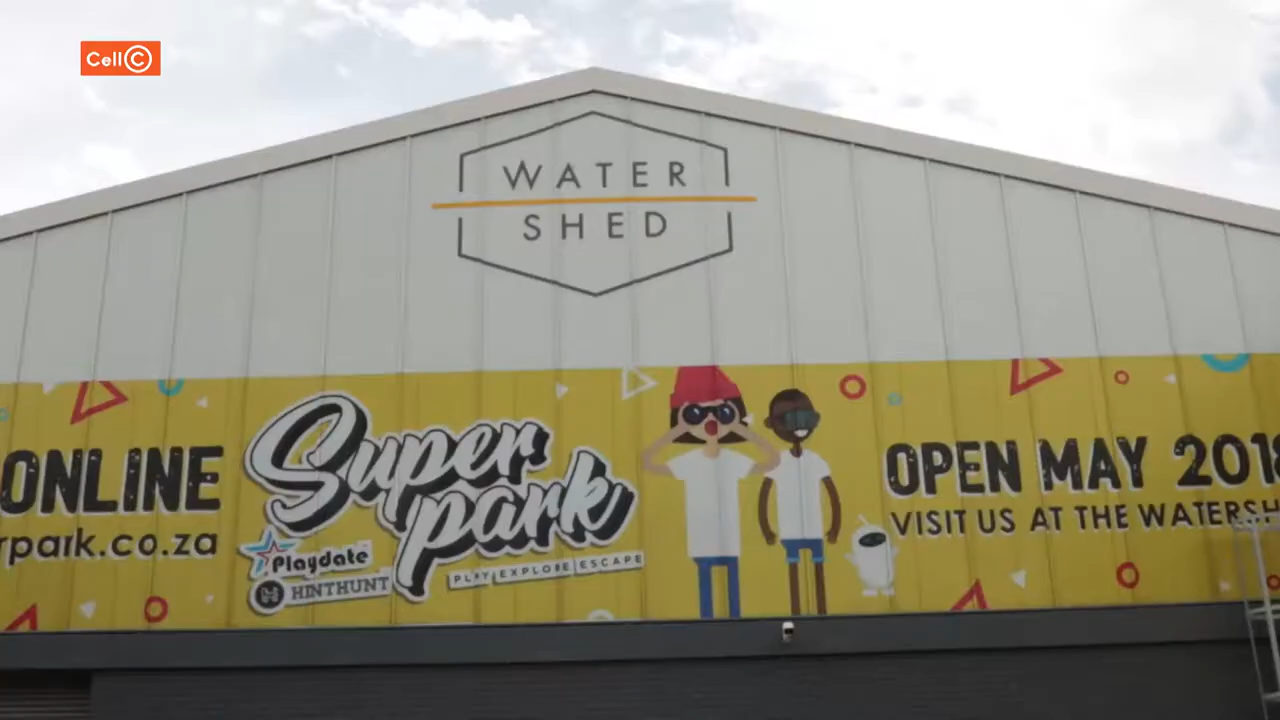 Cell C
WATER
SHED
ONLINE
rpark.co.za
Super
park
Playdate
HINTHUNT
PLAY EXPLORE ESCAPE
OPEN MAY 2018
VISIT US AT THE WATERSH